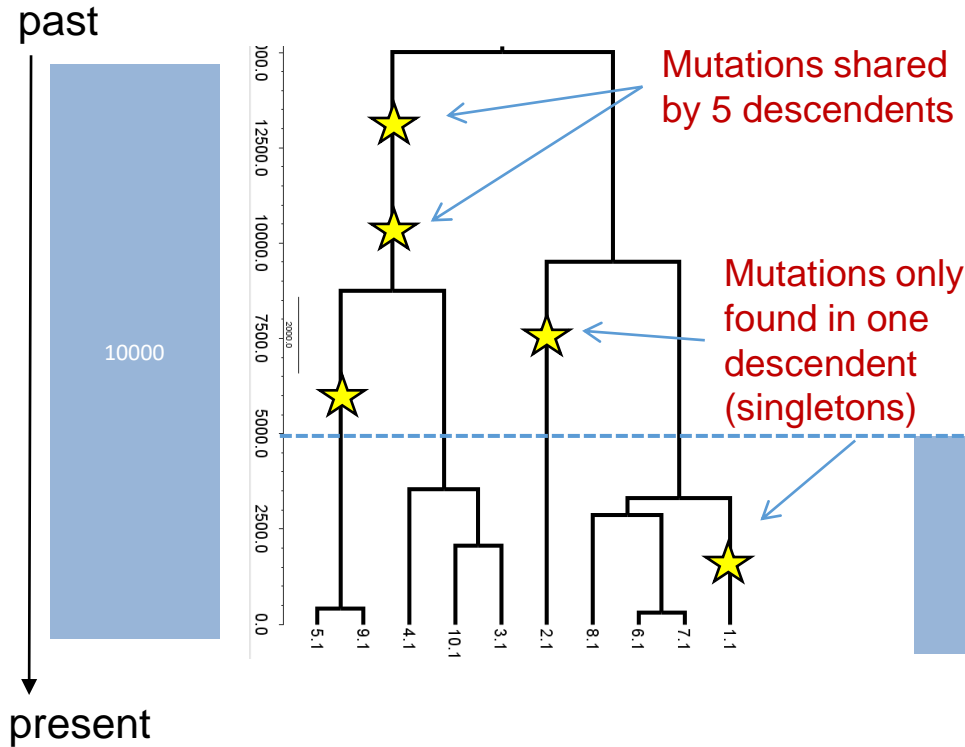 past
Mutations shared
by 5 descendents
Mutations only
found in one
descendent
(singletons)
10000
12500.0
10000.0
7500.0
5000.0
2500.0
0.0
2000.0
5.1
9.1
4.1
10.1
3.1
2.1
8.1
6.1
7.1
1.1
present